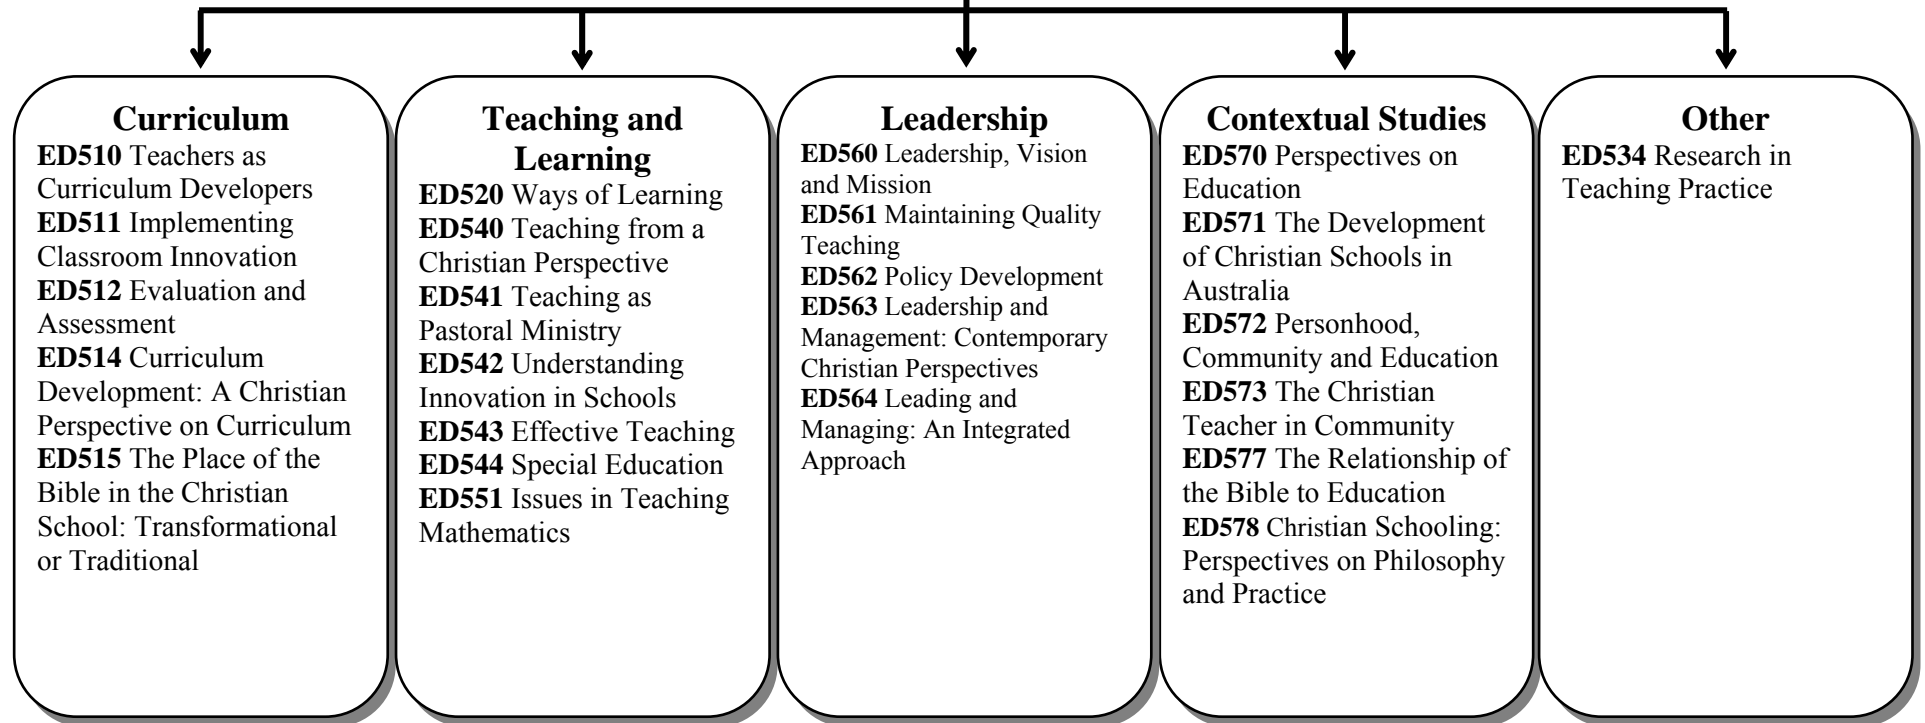 Curriculum
ED510 Teachers as
Curriculum Developers
ED511 Implementing
Classroom Innovation
ED512 Evaluation and
Assessment
ED514 Curriculum
Development: A Christian
Perspective on Curriculum
ED515 The Place of the
Bible in the Christian
School: Transformational
or Traditional
Teaching and
Learning
ED520 Ways of Learning
ED540 Teaching from a
Christian Perspective
ED541 Teaching as
Pastoral Ministry
ED542 Understanding
Innovation in Schools
ED543 Effective Teaching
ED544 Special Education
ED551 Issues in Teaching
Mathematics
Leadership
ED560 Leadership, Vision
and Mission
ED561 Maintaining Quality
Teaching
ED562 Policy Development
ED563 Leadership and
Management: Contemporary
Christian Perspectives
ED564 Leading and
Managing: An Integrated
Approach
Contextual Studies
ED570 Perspectives on
Education
ED571 The Development
of Christian Schools in
Australia
ED572 Personhood,
Community and Education
ED573 The Christian
Teacher in Community
ED577 The Relationship of
the Bible to Education
ED578 Christian Schooling:
Perspectives on Philosophy
and Practice
Other
ED534 Research in
Teaching Practice